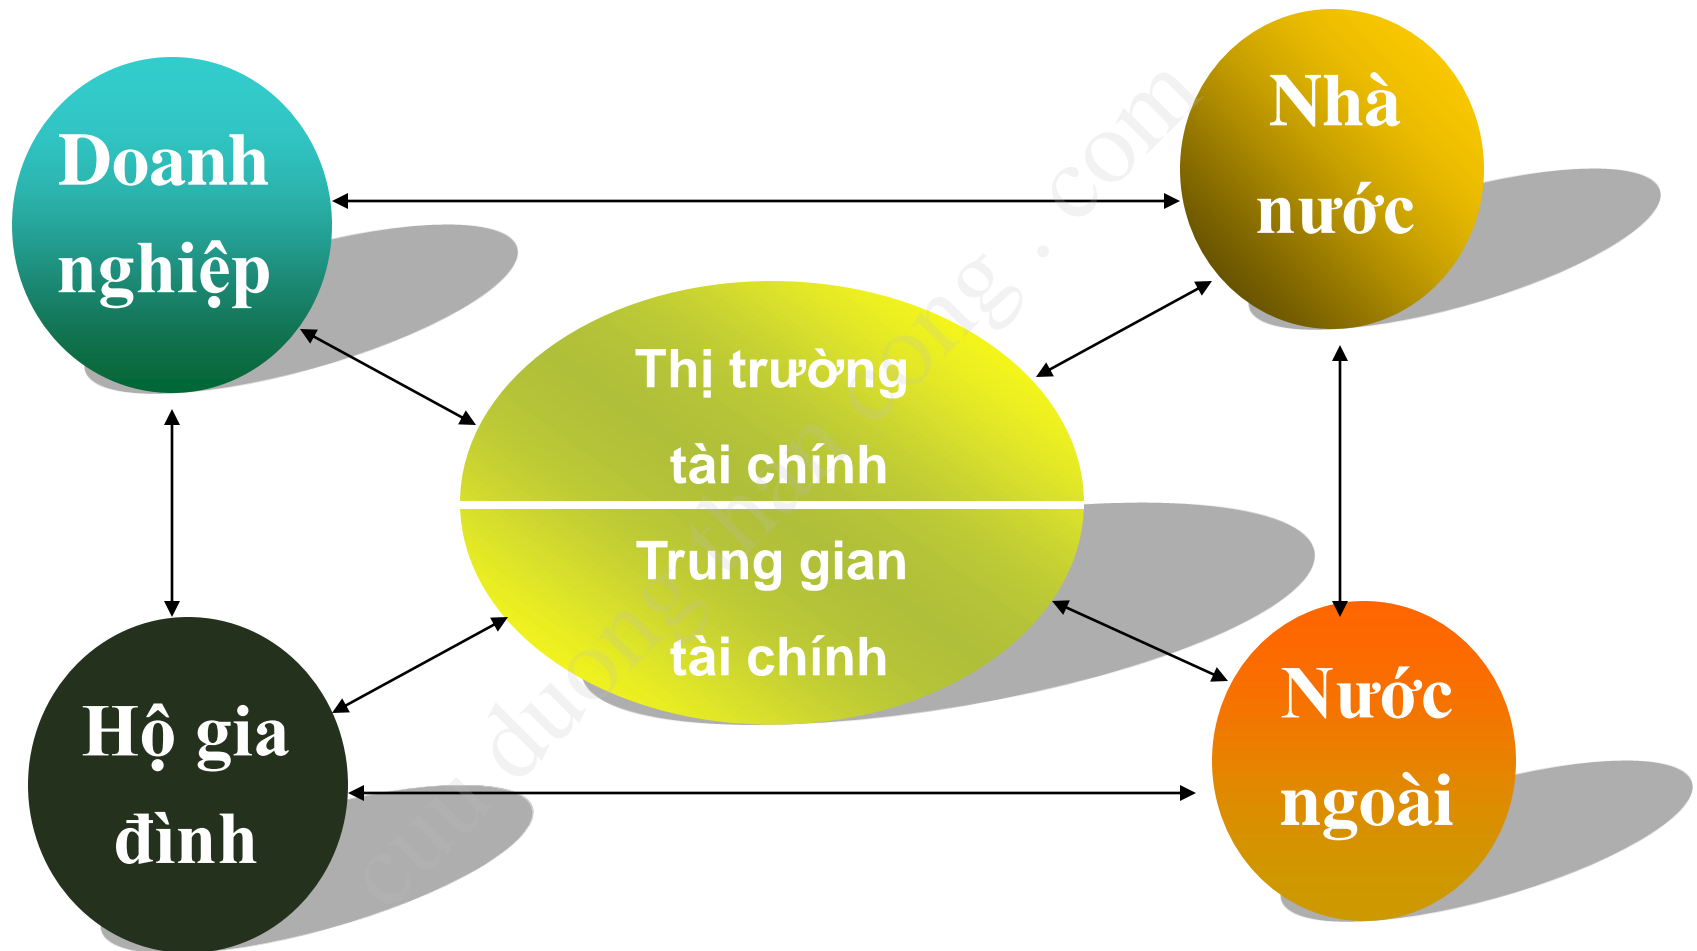 Doanh
nghiệp
Nhà
nước
Thị trường
tài chính
Trung gian
tài chính
Hộ gia
đình
Nước
ngoài
cuu duong than cong . com